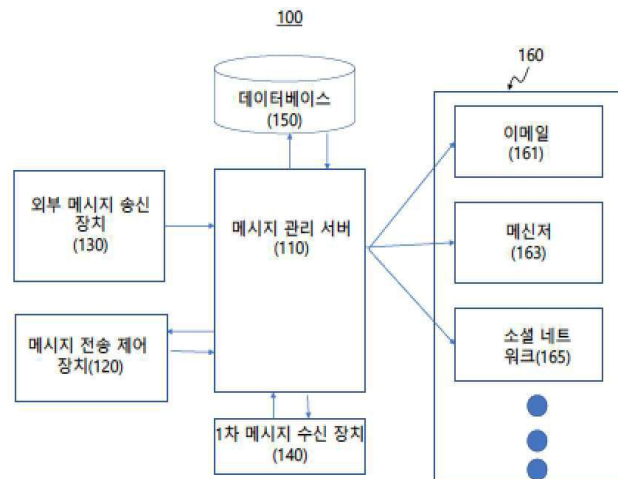 100
160
데이터베이스
(150)
이메일
(161)
외부 메시지 송신
장치
(130)
메시지 관리 서버
(110)
메신저
(163)
메시지 전송 제어
장치(120)
소셜 네트
워크(165)
1차 메시지 수신 장치
(140)